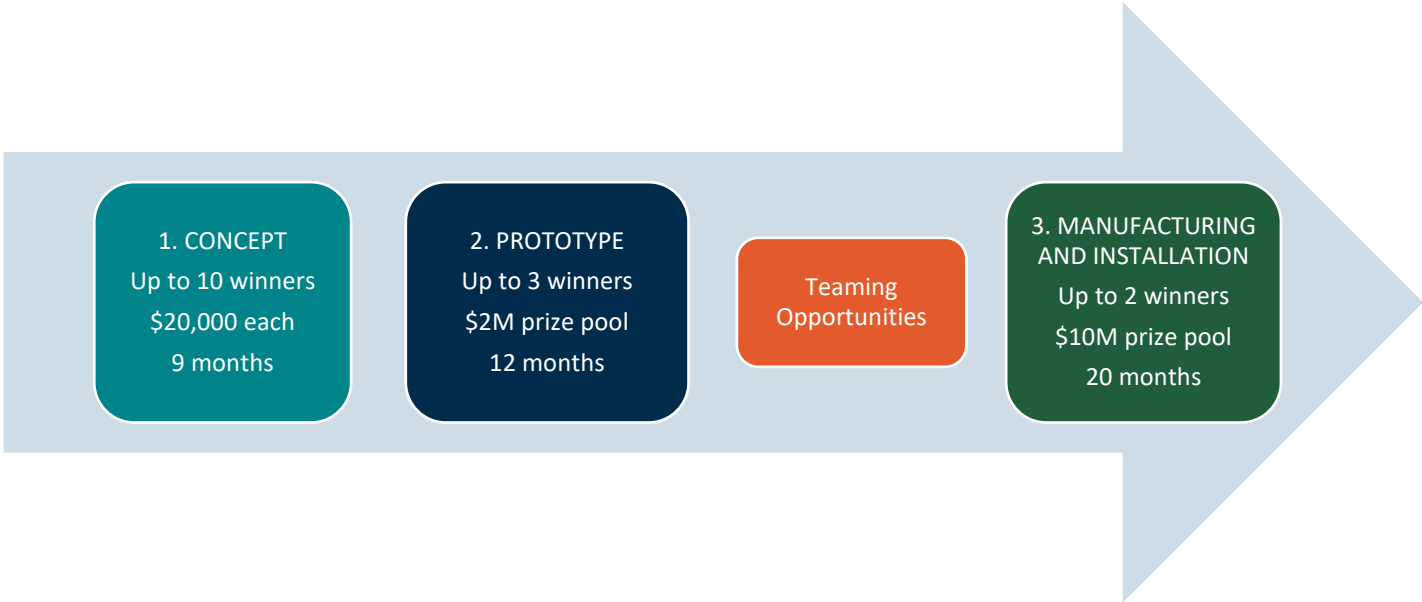 1. CONCEPT
Up to 10 winners
$20,000 each
9 months
2. PROTOTYPE
Up to 3 winners
$2M prize pool
12 months
Teaming
Opportunities
3. MANUFACTURING
AND INSTALLATION
Up to 2 winners
$10M prize pool
20 months